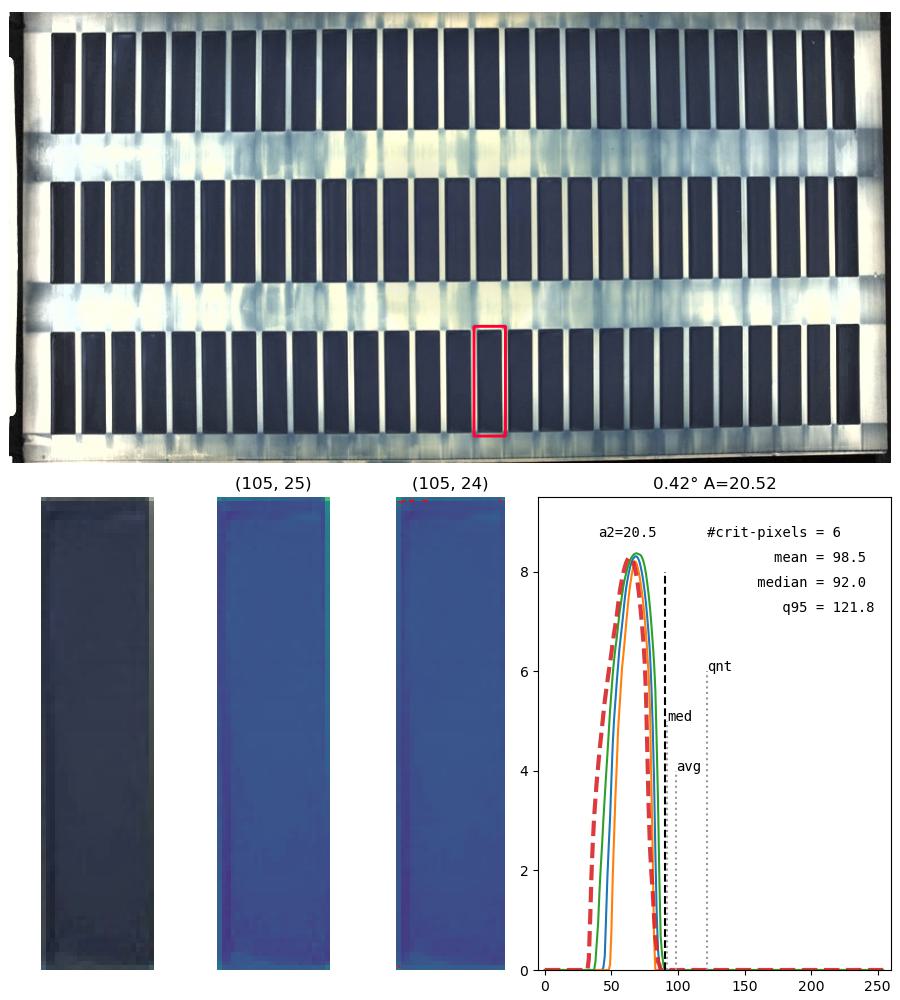 (105, 25)
(105, 24)
0.42° A=20.52
a2=20.5
#crit-pixels = 6
mean = 98.5
median = 92.0
q95 = 121.8
qnt
med
avg
8
6
4
2
0
0 50 100 150 200 250